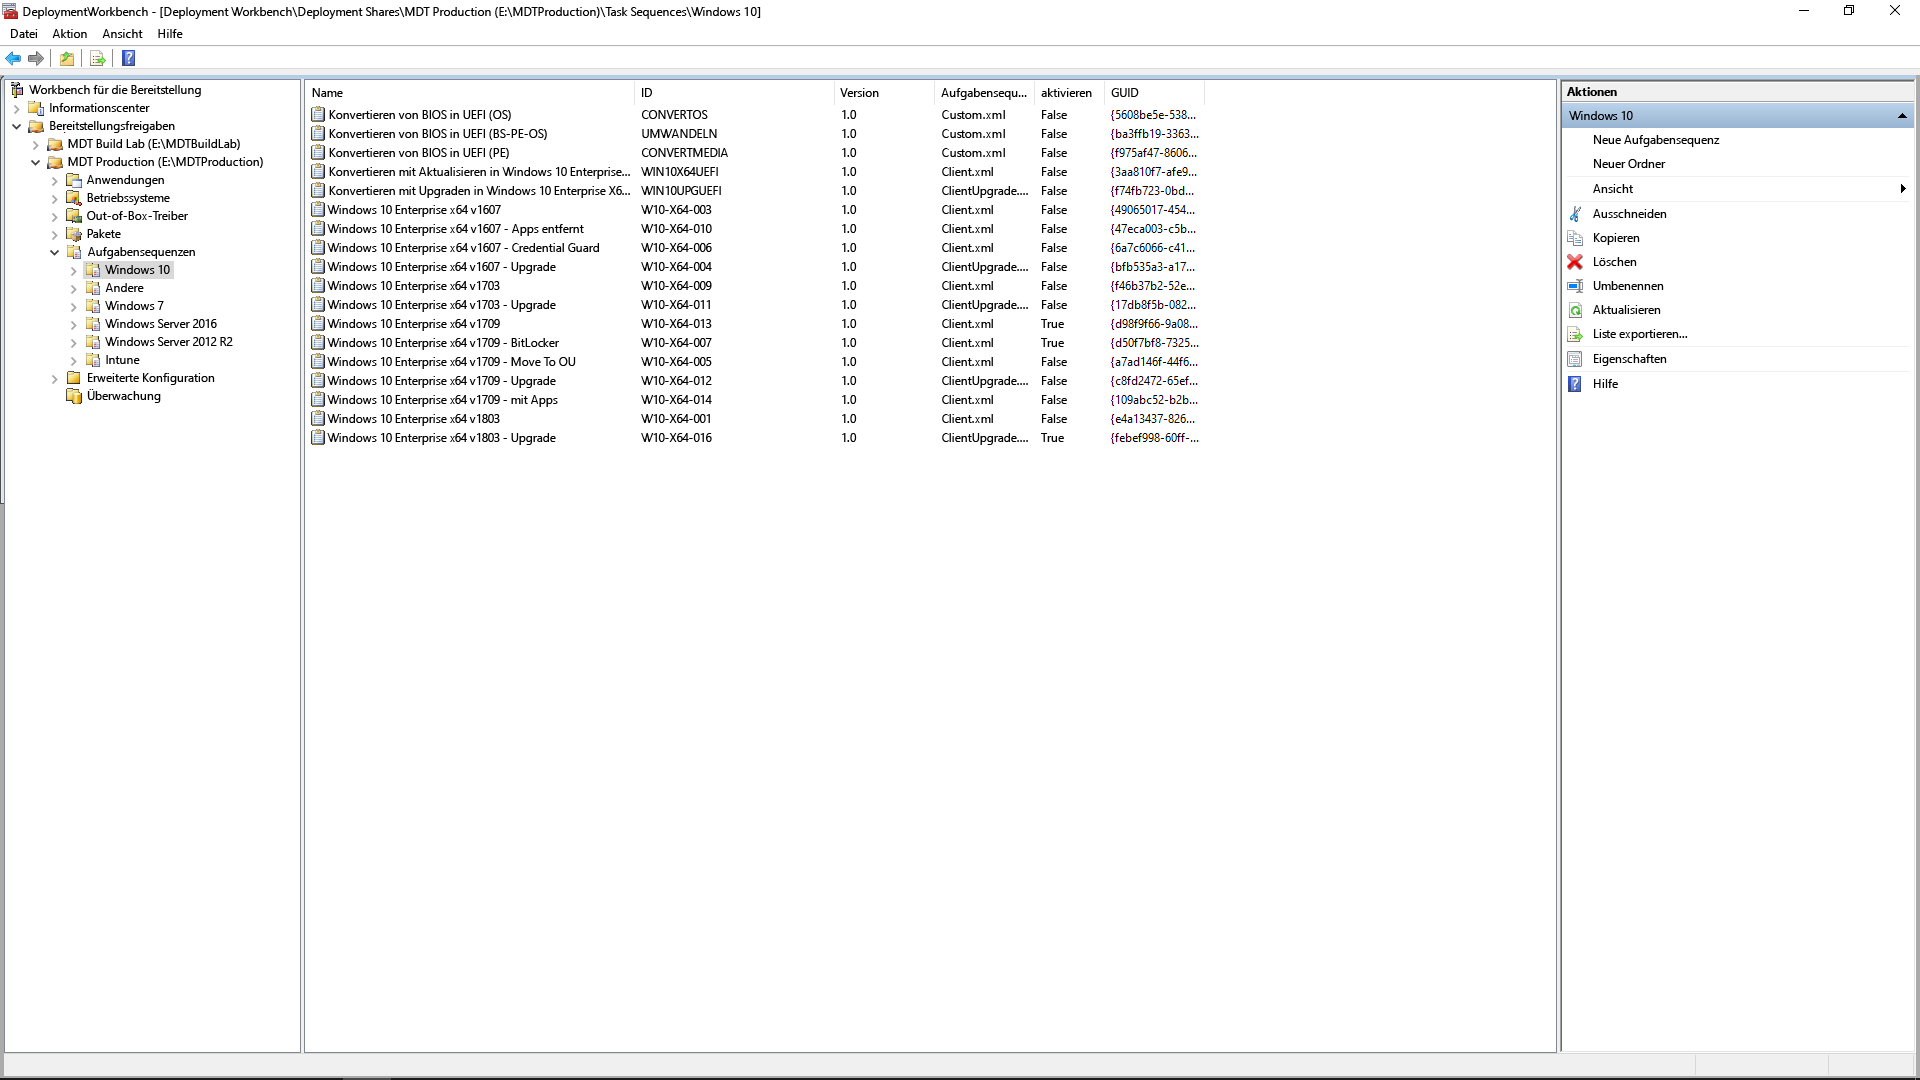 DeploymentWorkbench - [Deployment Workbench\Deployment Shares\MDT Production (E:\MDTProduction)\Task Sequences\Windows 10]
Datei Aktion Ansicht Hilfe
Workbench für die Bereitstellung
Informationscenter
Bereitstellungsfreigaben
MDT Build Lab (E:\MDTBuildLab)
MDT Production (E:\MDTProduction)
Anwendungen
Betriebssysteme
Out-of-Box-Treiber
Pakete
Aufgabensequenzen
Windows 10
Andere
Windows 7
Windows Server 2016
Windows Server 2012 R2
Intune
Erweiterte Konfiguration
Überwachung
Name ID Version Aufgabensequ... aktivieren GUID
Konvertieren von BIOS in UEFI (OS) CONVERTOS 1.0 Custom.xml False {5608be5e-538...
Konvertieren von BIOS in UEFI (BS-PE-OS) UMWANDELN 1.0 Custom.xml False {ba3ffb19-3363...
Konvertieren von BIOS in UEFI (PE) CONVERTMEDIA 1.0 Custom.xml False {f975af47-8606...
Konvertieren mit Aktualisieren in Windows 10 Enterprise... WIN10X64UEFI 1.0 Client.xml False {3aa810f7-afe9...
Konvertieren mit Upgraden in Windows 10 Enterprise X6... WIN10UPGUEFI 1.0 ClientUpgrade.... False {f74fb723-0bd...
Windows 10 Enterprise x64 v1607 W10-X64-003 1.0 Client.xml False {49065017-454...
Windows 10 Enterprise x64 v1607 - Apps entfernt W10-X64-010 1.0 Client.xml False {47eca003-c5b...
Windows 10 Enterprise x64 v1607 - Credential Guard W10-X64-006 1.0 Client.xml False {6a7c6066-c41...
Windows 10 Enterprise x64 v1607 - Upgrade W10-X64-004 1.0 ClientUpgrade.... False {bfb535a3-a17...
Windows 10 Enterprise x64 v1703 W10-X64-009 1.0 Client.xml False {f46b37b2-52e...
Windows 10 Enterprise x64 v1703 - Upgrade W10-X64-011 1.0 ClientUpgrade.... False {17db8f5b-082...
Windows 10 Enterprise x64 v1709 W10-X64-013 1.0 Client.xml True {d98f9f66-9a08...
Windows 10 Enterprise x64 v1709 - BitLocker W10-X64-007 1.0 Client.xml True {d50f7bf8-7325...
Windows 10 Enterprise x64 v1709 - Move To OU W10-X64-005 1.0 Client.xml False {a7ad146f-44f6...
Windows 10 Enterprise x64 v1709 - Upgrade W10-X64-012 1.0 ClientUpgrade.... False {c8fd2472-65ef...
Windows 10 Enterprise x64 v1709 - mit Apps W10-X64-014 1.0 Client.xml False {109abc52-b2b...
Windows 10 Enterprise x64 v1803 W10-X64-001 1.0 Client.xml False {e4a13437-826...
Windows 10 Enterprise x64 v1803 - Upgrade W10-X64-016 1.0 ClientUpgrade.... True {febef998-60ff-...
Aktionen
Windows 10
Neue Aufgabensequenz
Neuer Ordner
Ansicht
Ausschneiden
Kopieren
Löschen
Umbenennen
Aktualisieren
Liste exportieren...
Eigenschaften
Hilfe